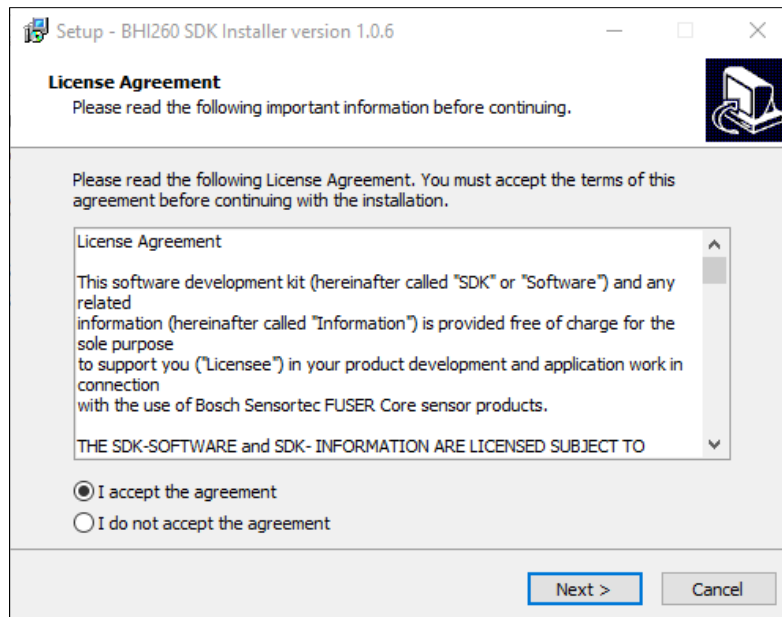 Setup - BHI260 SDK Installer version 1.0.6
License Agreement
Please read the following important information before continuing.
Please read the following License Agreement. You must accept the terms of this
agreement before continuing with the installation.
License Agreement
This software development kit (hereinafter called "SDK" or "Software") and any
related
information (hereinafter called "Information") is provided free of charge for the
sole purpose
to support you ("Licensee") in your product development and application work in
connection
with the use of Bosch Sensortec FUSER Core sensor products.
THE SDK-SOFTWARE and SDK- INFORMATION ARE LICENSED SUBJECT TO
I accept the agreement
I do not accept the agreement
Next >
Cancel